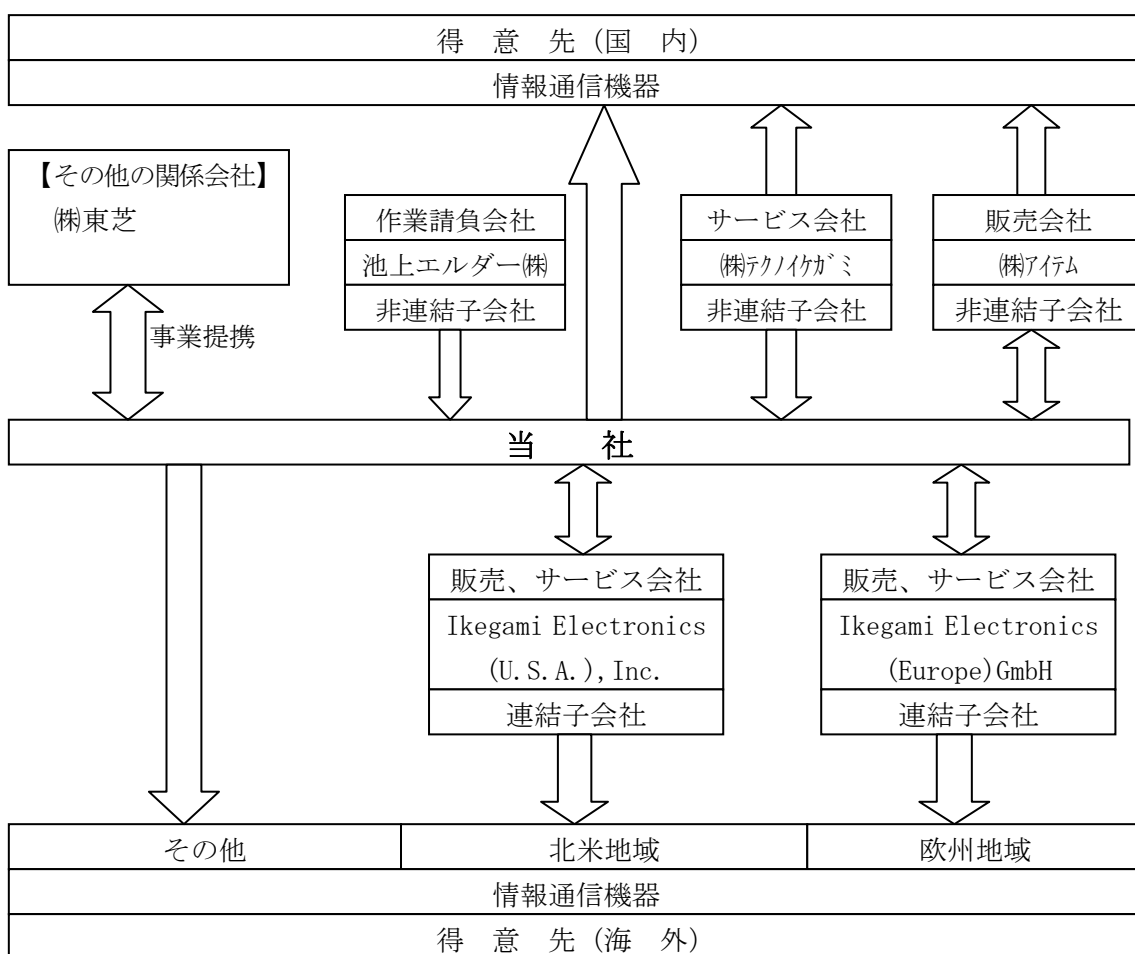 得 意 先 (国 内)
情報通信機器
【その他の関係会社】
㈱東芝
作業請負会社
池上エルダー㈱
非連結子会社
サービス会社
㈱ﾃｸﾉｲｹｶﾞﾐ
非連結子会社
販売会社
㈱ｱｲﾃﾑ
非連結子会社
事業提携
当 社
販売、サービス会社
Ikegami Electronics
(U.S.A.),Inc.
連結子会社
販売、サービス会社
Ikegami Electronics
(Europe)GmbH
連結子会社
その他 北米地域 欧州地域
情報通信機器
得 意 先 (海 外)